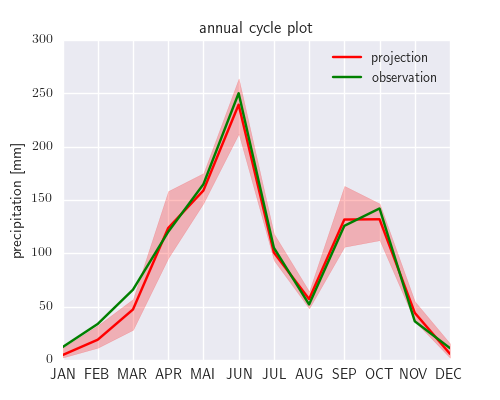 annual cycle plot
projection
observation
precipitation [mm]
300
250
200
150
100
50
0
JAN FEB MAR APR MAI JUN JUL AUG SEP OCT NOV DEC